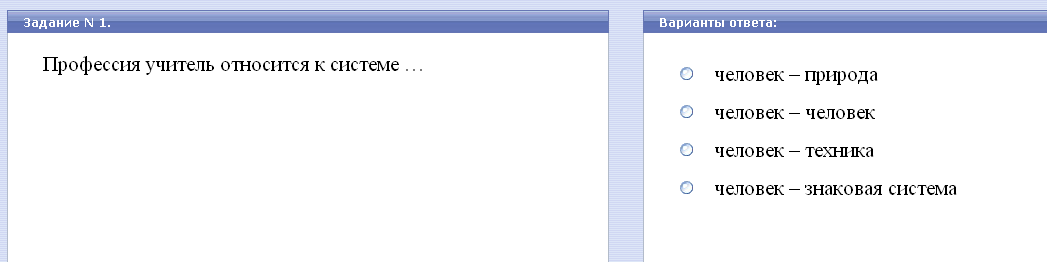 Задание N 1.
Профессия учитель относится к системе …
Варианты ответа:
человек – природа
человек – человек
человек – техника
человек – знаковая система